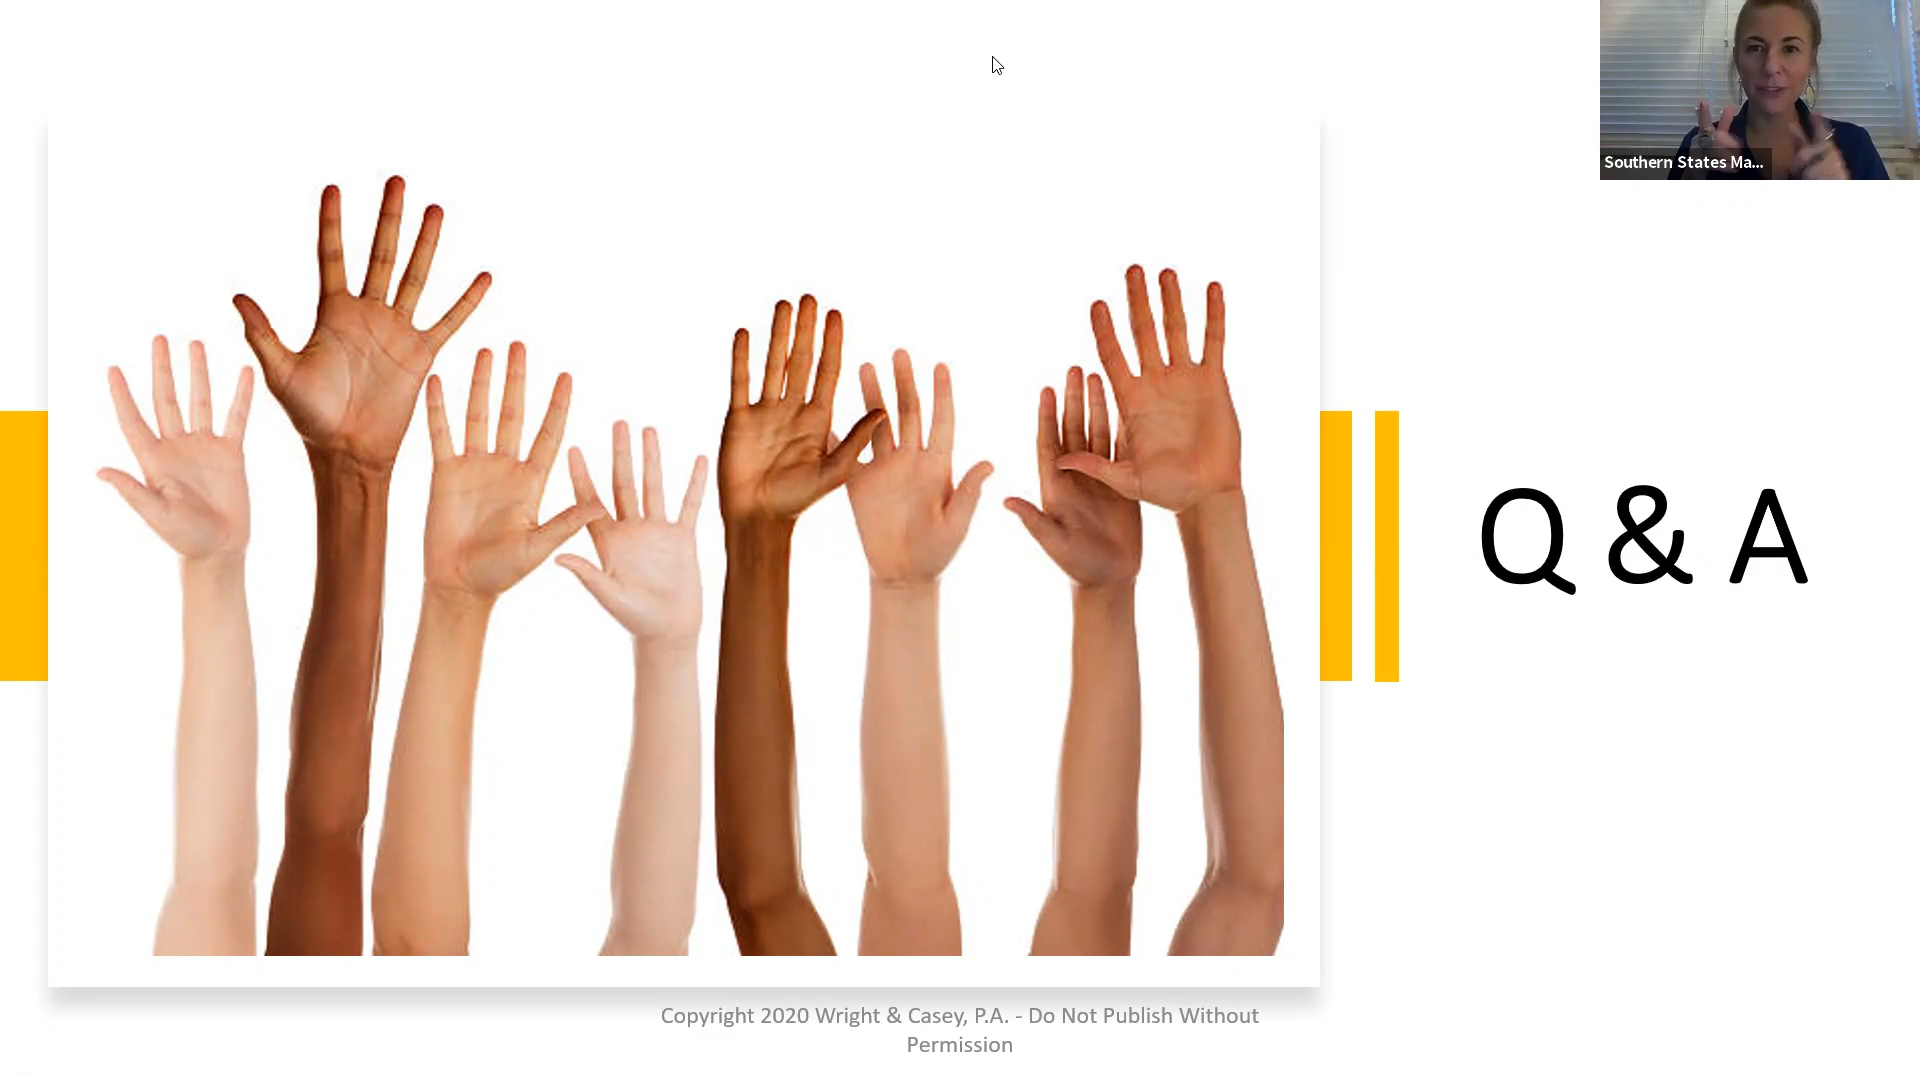 Southern States Ma...
Q & A
Copyright 2020 Wright & Casey, P.A. - Do Not Publish Without
Permission